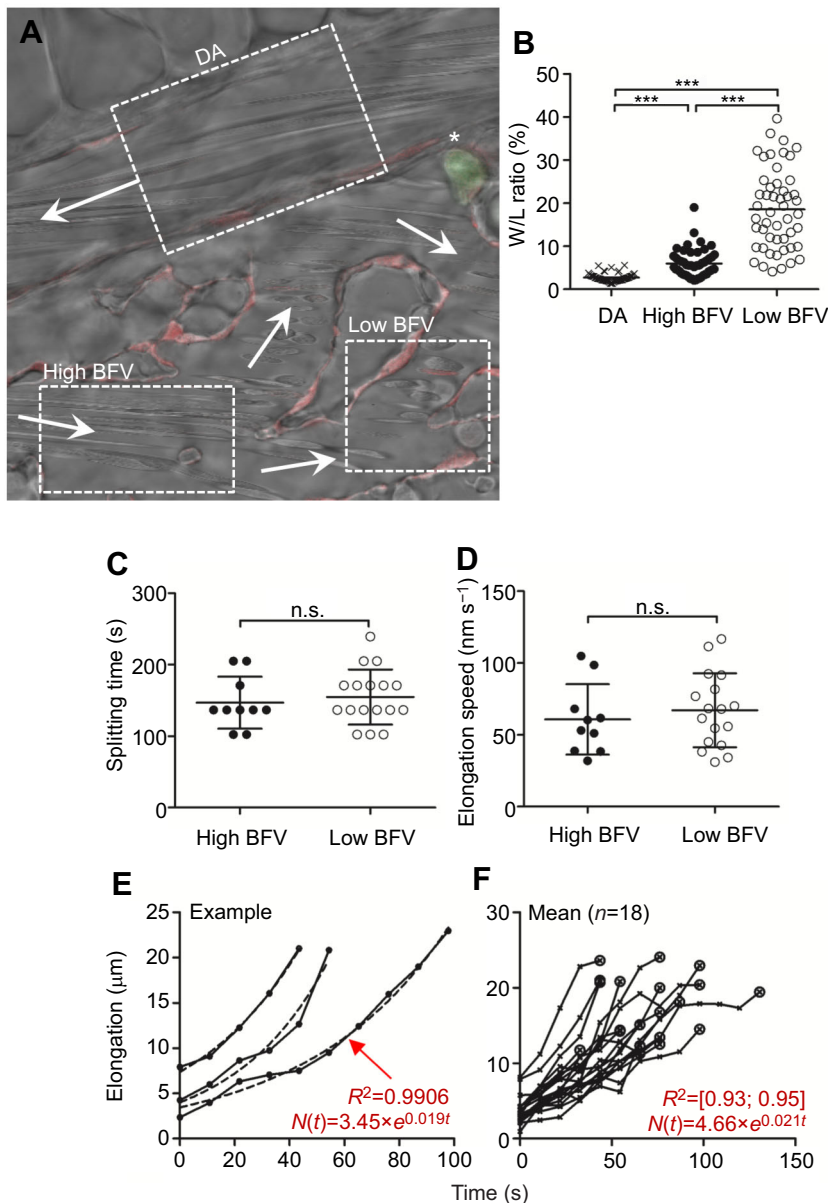 A
DA
*
High BFV
Low BFV
B
W/L ratio (%)
50
40
30
20
10
0
***
*** ***
DA High BFV Low BFV
C
Splitting time (s)
300
200
100
0
n.s.
High BFV Low BFV
D
Elongation speed (nm s⁻¹)
150
100
50
0
n.s.
High BFV Low BFV
E
Example
Elongation (μm)
25
20
15
10
5
0
R²=0.9906
N(t)=3.45×e^0.019t
0 20 40 60 80 100
F
Mean (n=18)
30
20
10
0
R²=[0.93; 0.95]
N(t)=4.66×e^0.021t
0 50 100 150
Time (s)